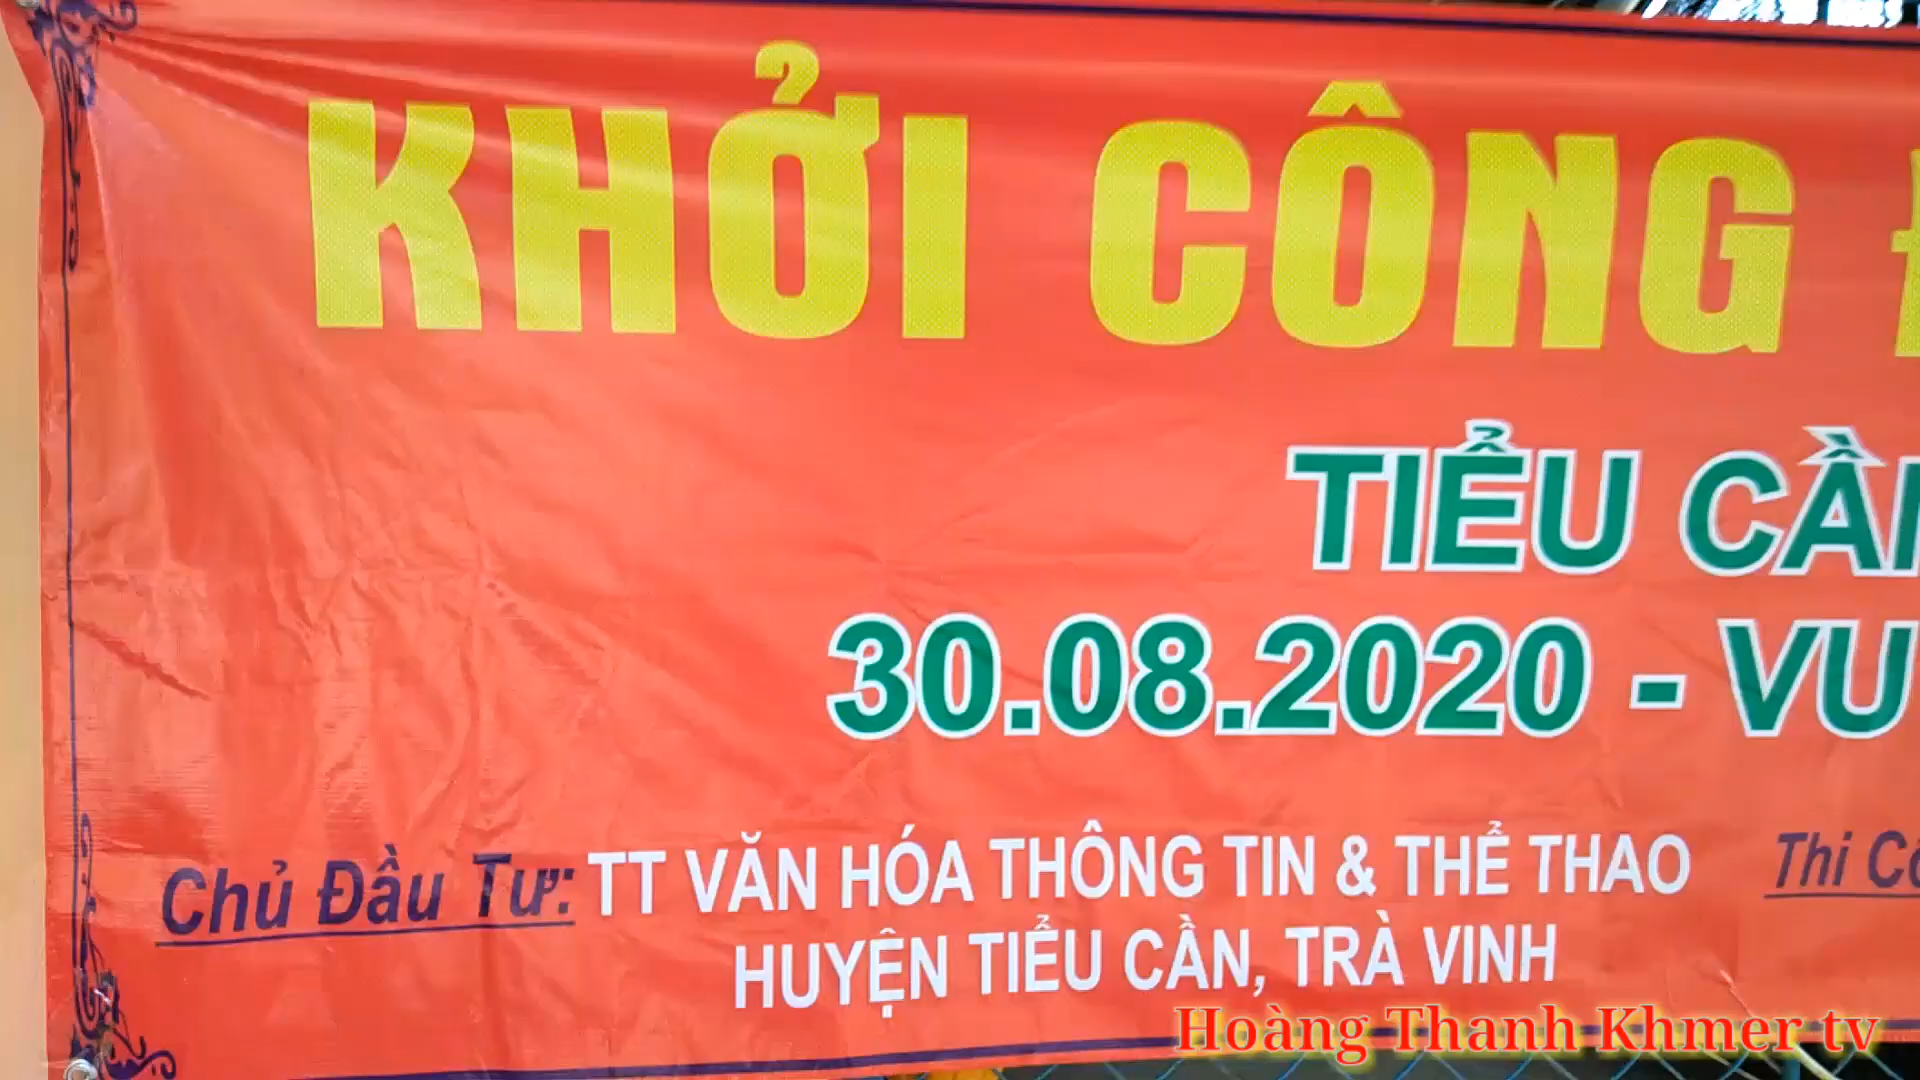 KHỞI CÔNG
TIỂU CẦN
30.08.2020 - VU
Chủ Đầu Tư: TT VĂN HÓA THÔNG TIN & THỂ THAO
HUYỆN TIỂU CẦN, TRÀ VINH
Thi
Hoàng Thanh Khmer tv